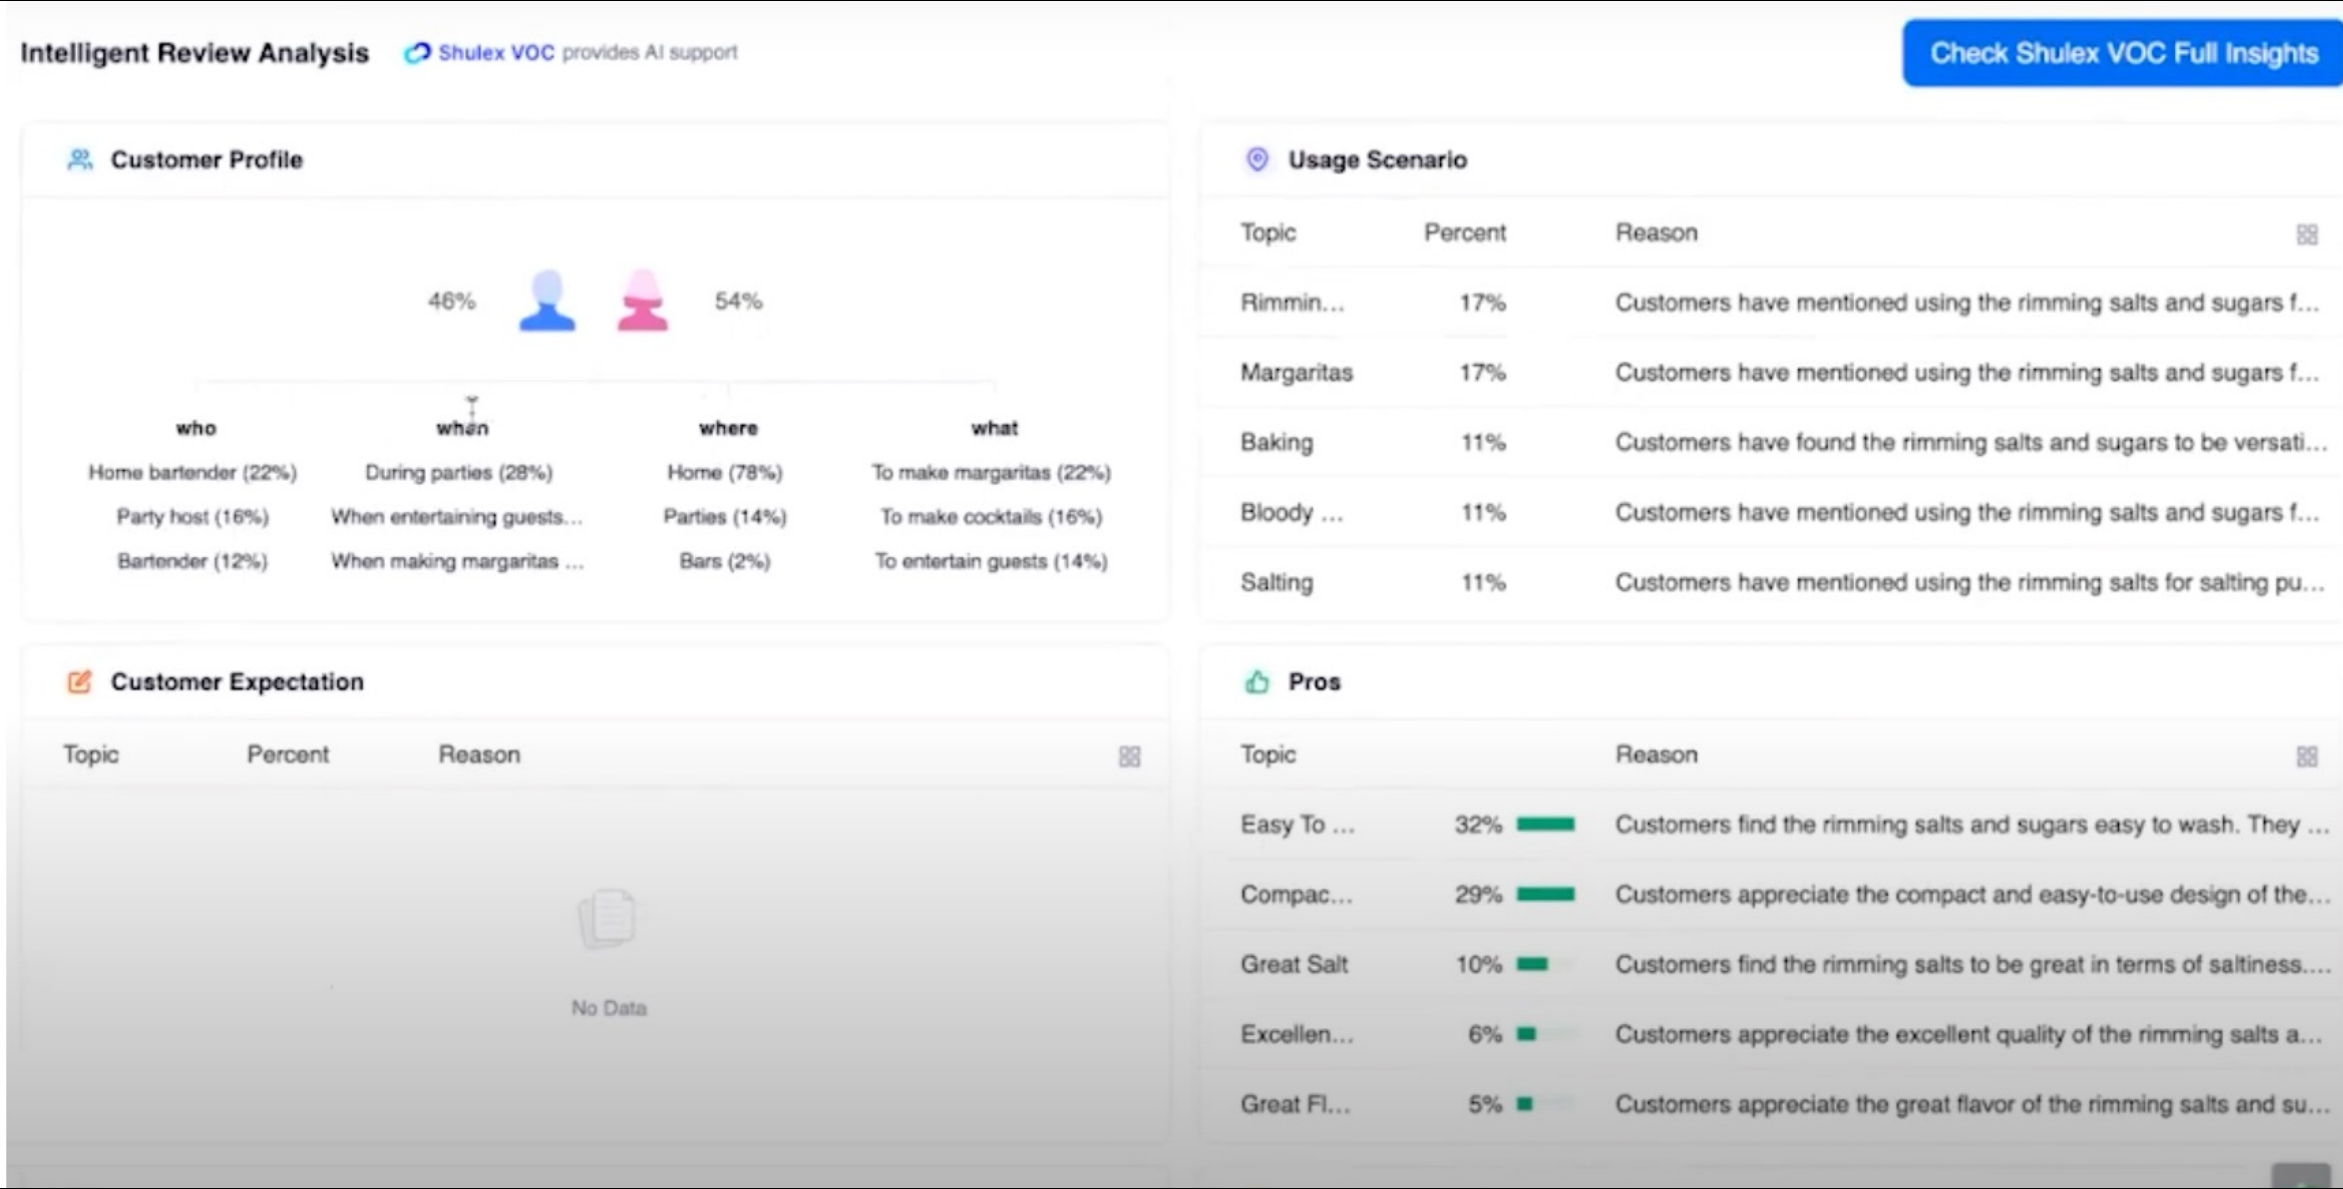 Intelligent Review Analysis Shulex VOC provides AI support
Check Shulex VOC Full Insights
Customer Profile
46% 54%
who when where what
Home bartender (22%) During parties (28%) Home (78%) To make margaritas (22%)
Party host (16%) When entertaining guests... Parties (14%) To make cocktails (16%)
Bartender (12%) When making margaritas ... Bars (2%) To entertain guests (14%)
Usage Scenario
Topic Percent Reason
Rimmin... 17% Customers have mentioned using the rimming salts and sugars f...
Margaritas 17% Customers have mentioned using the rimming salts and sugars f...
Baking 11% Customers have found the rimming salts and sugars to be versati...
Bloody ... 11% Customers have mentioned using the rimming salts and sugars f...
Salting 11% Customers have mentioned using the rimming salts for salting pu...
Customer Expectation
Topic Percent Reason
No Data
Pros
Topic Reason
Easy To ... 32% Customers find the rimming salts and sugars easy to wash. They ...
Compac... 29% Customers appreciate the compact and easy-to-use design of the...
Great Salt 10% Customers find the rimming salts to be great in terms of saltiness....
Excellen... 6% Customers appreciate the excellent quality of the rimming salts a...
Great Fl... 5% Customers appreciate the great flavor of the rimming salts and su...